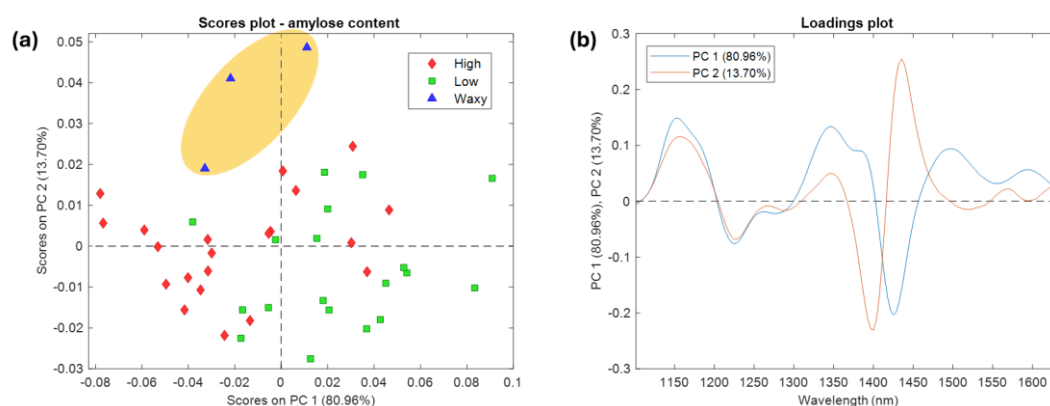 (a)
Scores plot - amylose content
Scores on PC 2 (13.70%)
0.05
0.04
0.03
0.02
0.01
0
-0.01
-0.02
-0.03
High
Low
Waxy
-0.08 -0.06 -0.04 -0.02 0 0.02 0.04 0.06 0.08 0.1
Scores on PC 1 (80.96%)
(b)
Loadings plot
PC 1 (80.96%), PC 2 (13.70%)
0.3
0.2
0.1
0
-0.1
-0.2
-0.3
PC 1 (80.96%)
PC 2 (13.70%)
1150 1200 1250 1300 1350 1400 1450 1500 1550 1600
Wavelength (nm)